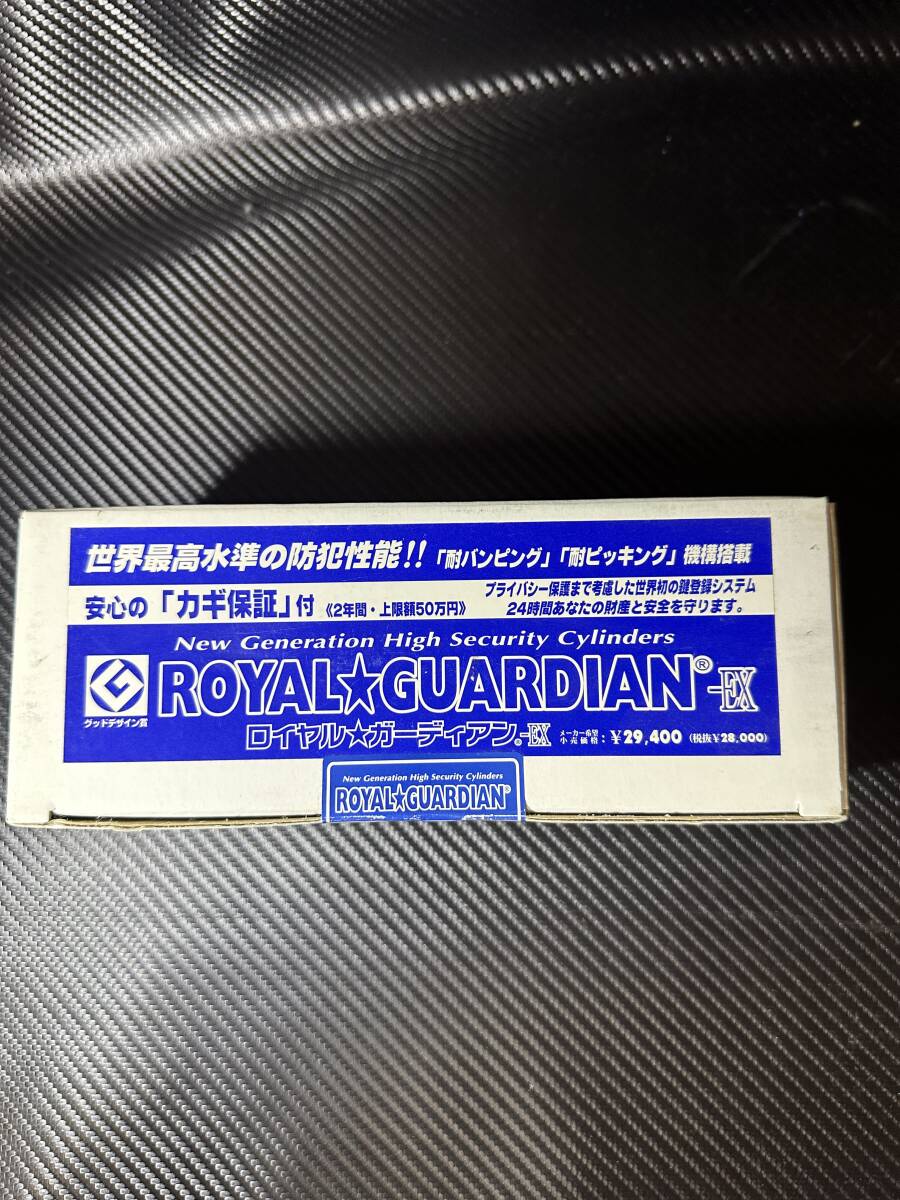 世界最高水準の防犯性能!!「耐バンピング」「耐ピッキング」機構搭載
安心の「カギ保証」付《2年間・上限額50万円》
プライバシー保護まで考慮した世界初の鍵登録システム
24時間あなたの財産と安全を守ります。
New Generation High Security Cylinders
ROYAL★GUARDIAN®-EX
グッドデザイン賞
ロイヤル★ガーディアン®-EX メーカー希望小売価格:￥29,400(税抜￥28,000)
New Generation High Security Cylinders
ROYAL★GUARDIAN®